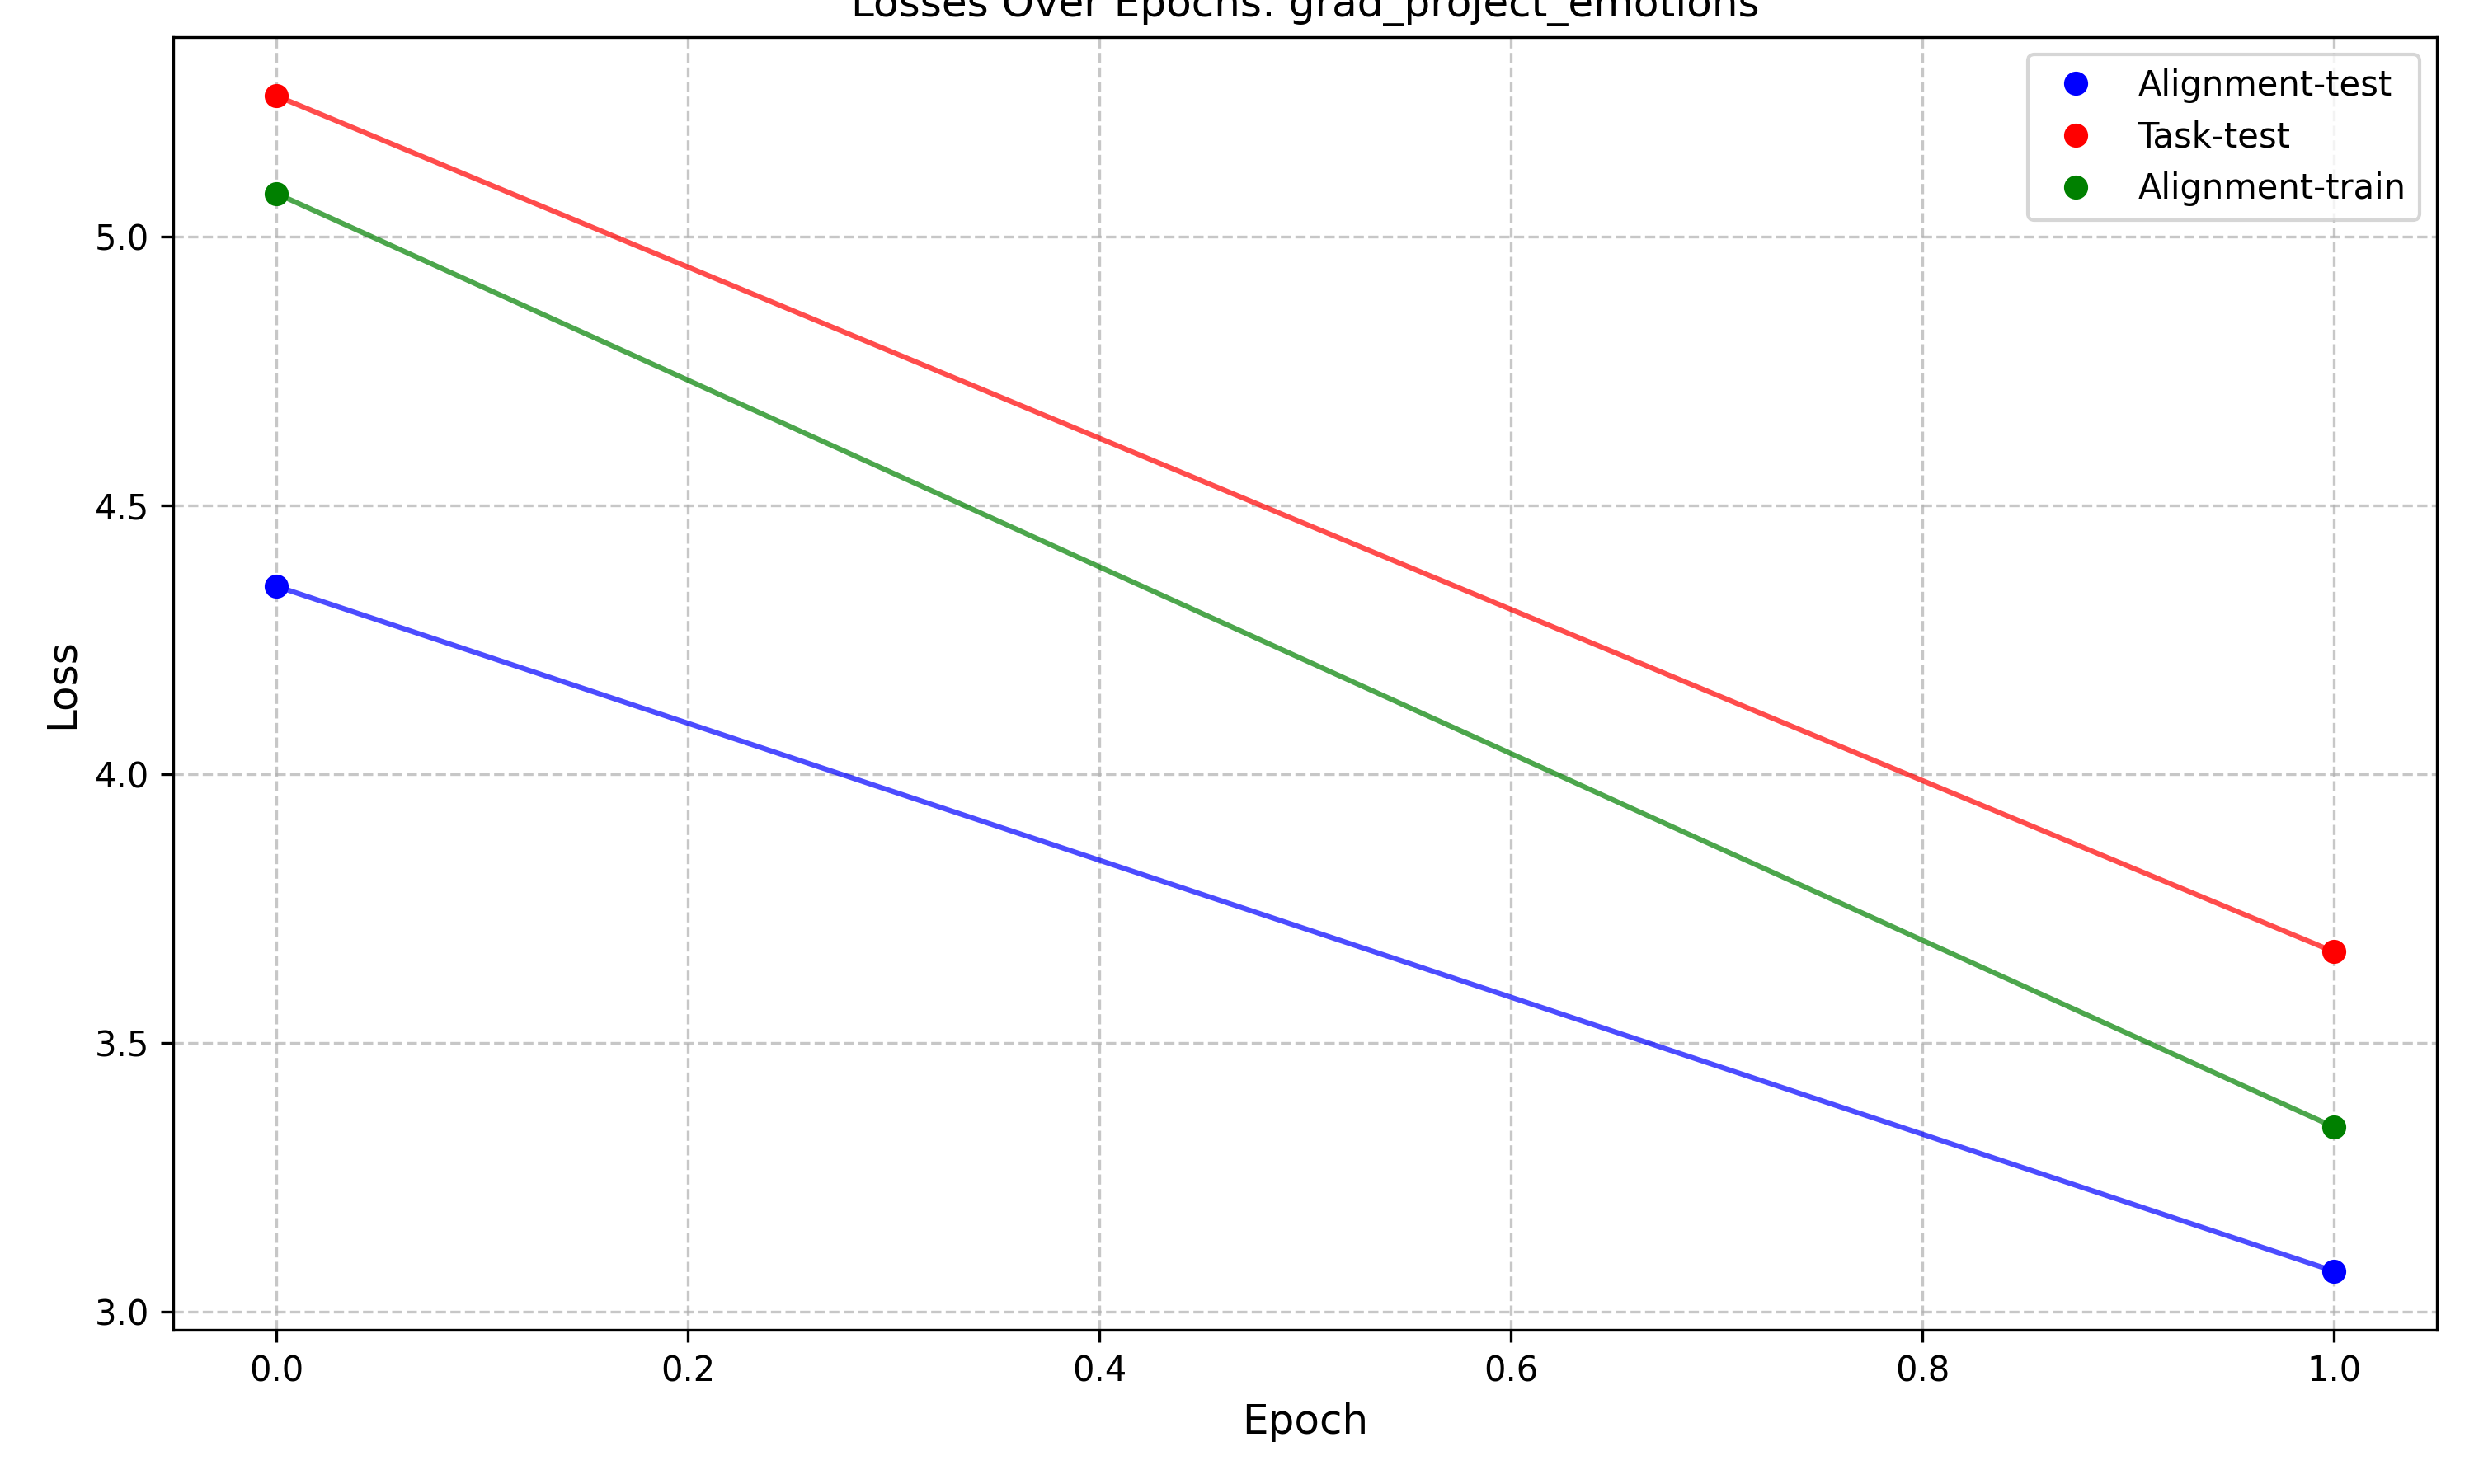 Losses Over Epochs: grad_project_emotions
Alignment-test
Task-test
Alignment-train
5.0
4.5
4.0
3.5
3.0
Loss
0.0 0.2 0.4 0.6 0.8 1.0
Epoch